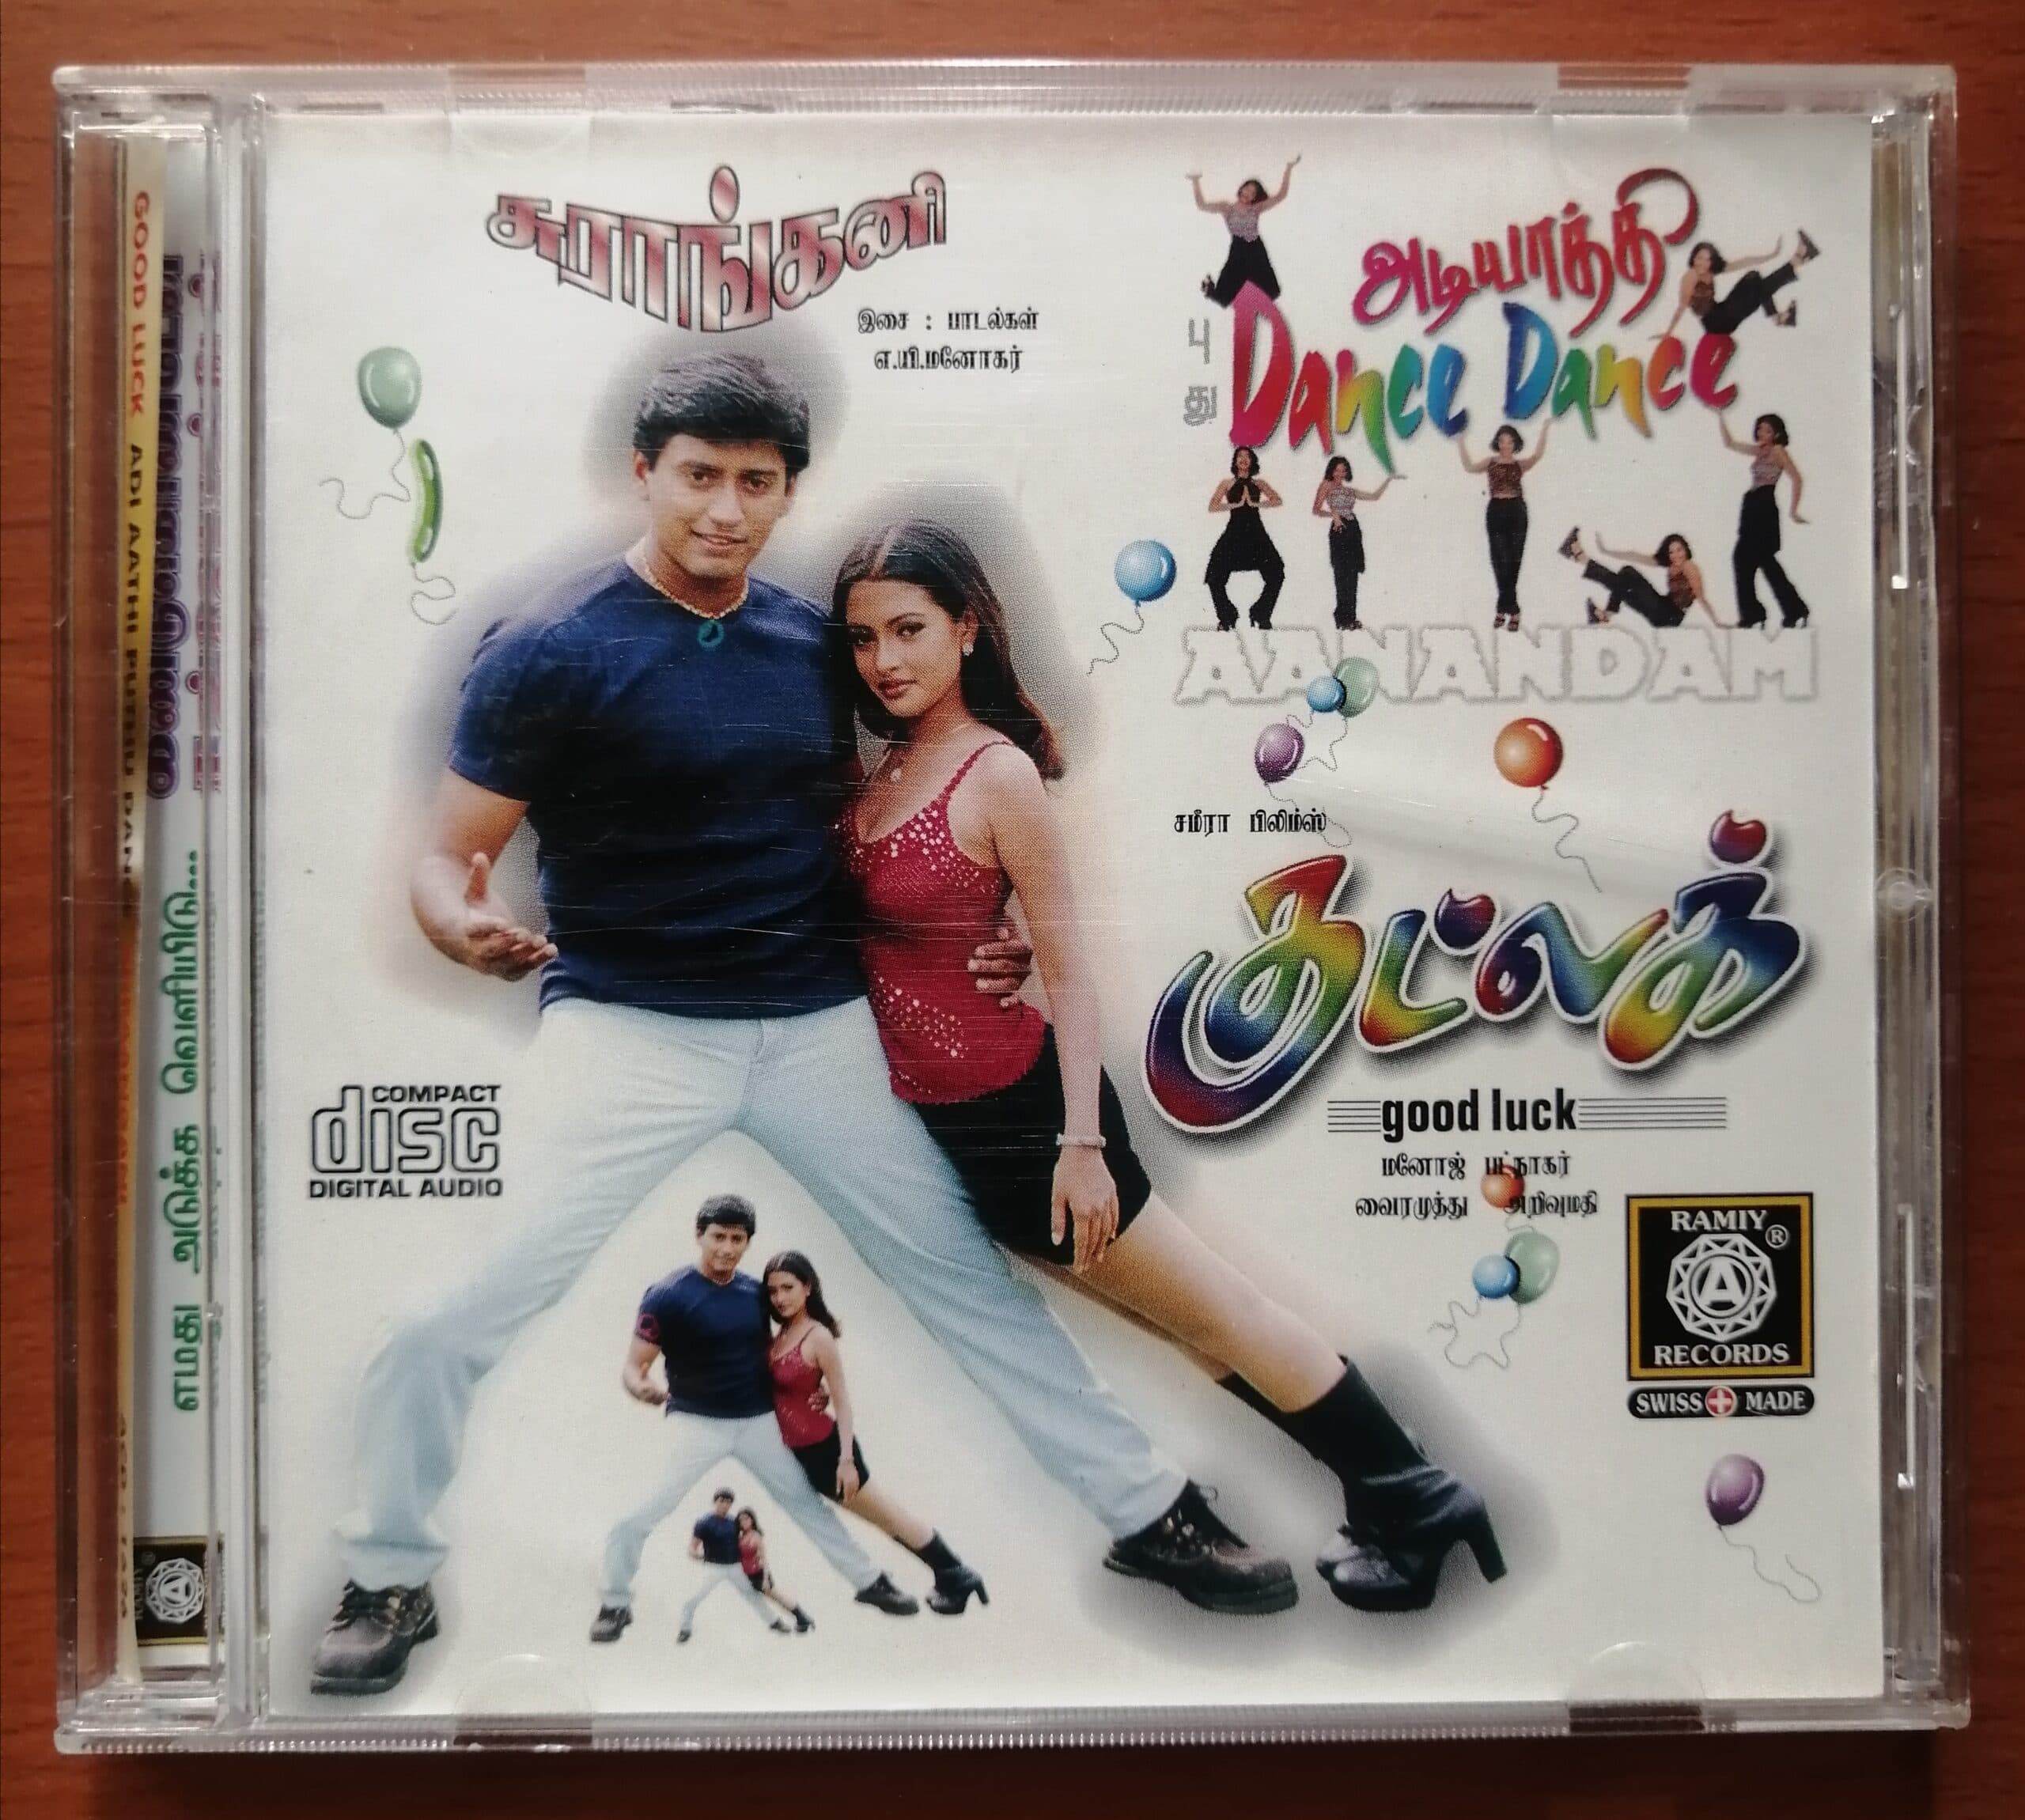 சுராங்கனி
இசை : பாடல்கள்
எ.யி.மனோகர்
அடியாத்தி
புது
Dance Dance
AANANDAM
சமீரா பிலிம்ஸ்
குட்லக்
good luck
மனோஜ் பட்நாகர்
வைரமுத்து அறிவுமதி
COMPACT
disc
DIGITAL AUDIO
RAMIY
®
A
RECORDS
SWISS MADE
GOOD LUCK ADI AATHI PUTHU DANCE
எமது அடுத்த வெளியிடு...